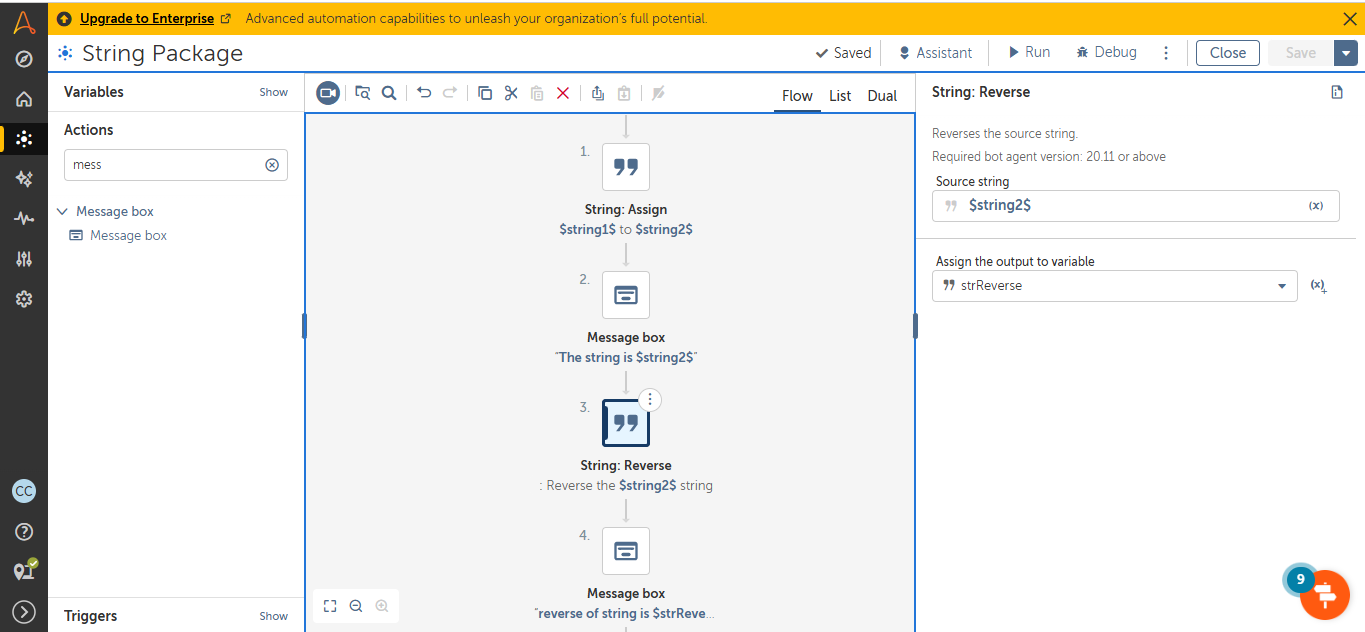 Upgrade to Enterprise Advanced automation capabilities to unleash your organization's full potential.
String Package
Saved Assistant Run Debug Close Save
Variables Show
Flow List Dual
String: Reverse
Actions
mess
Message box
Message box
1.
String: Assign
$string1$ to $string2$
2.
Message box
"The string is $string2$"
3.
String: Reverse
: Reverse the $string2$ string
4.
Message box
"reverse of string is $strReve...
Reverses the source string.
Required bot agent version: 20.11 or above
Source string
$string2$ (x)
Assign the output to variable
strReverse (x)+
CC
Triggers Show
9